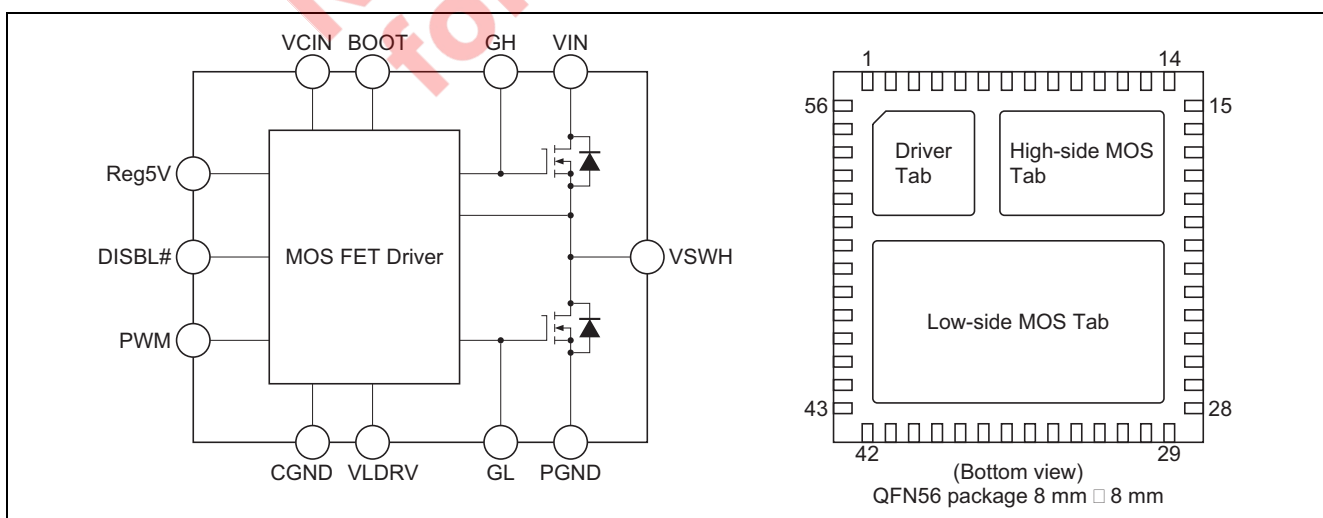 VCIN BOOT GH VIN
Reg5V
DISBL#
PWM
MOS FET Driver
VSWH
CGND VLDRV GL PGND
1 14
56 15
Driver
Tab
High-side MOS
Tab
Low-side MOS Tab
43 28
42 29
(Bottom view)
QFN56 package 8 mm □ 8 mm
for